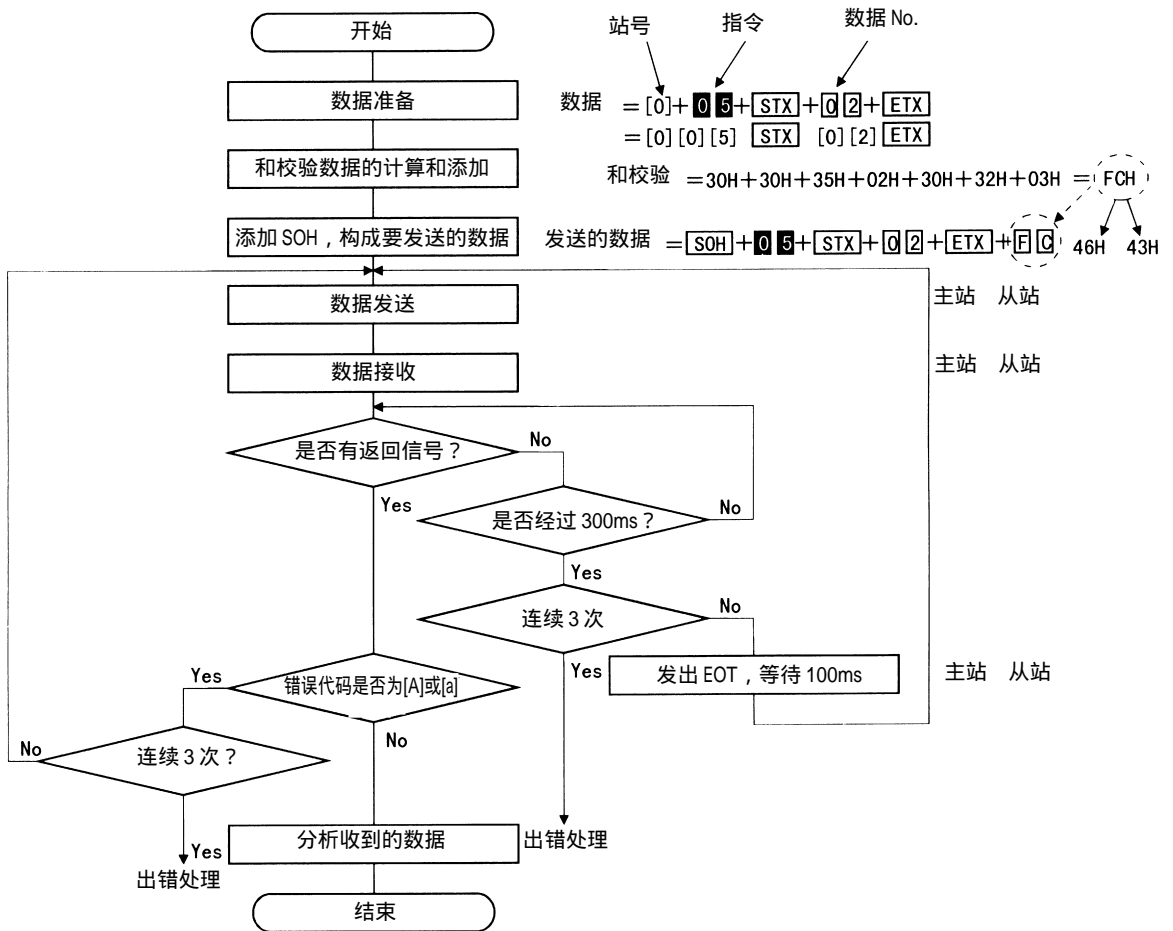 开始
站号 指令 数据 No.
数据准备
数据 =[0]+0 5+STX+0 2+ETX
=[0][0][5] STX [0][2] ETX
和校验数据的计算和添加
和校验 =30H+30H+35H+02H+30H+32H+03H =FCH
添加 SOH，构成要发送的数据
发送的数据 =SOH+0 5+STX+0 2+ETX+F C 46H 43H
数据发送
主站 从站
数据接收
主站 从站
是否有返回信号？
No
Yes
是否经过 300ms？
No
Yes
连续 3 次
No
Yes
发出 EOT，等待 100ms
主站 从站
错误代码是否为[A]或[a]
Yes
No
连续 3 次？
No
Yes
分析收到的数据
出错处理
出错处理
结束